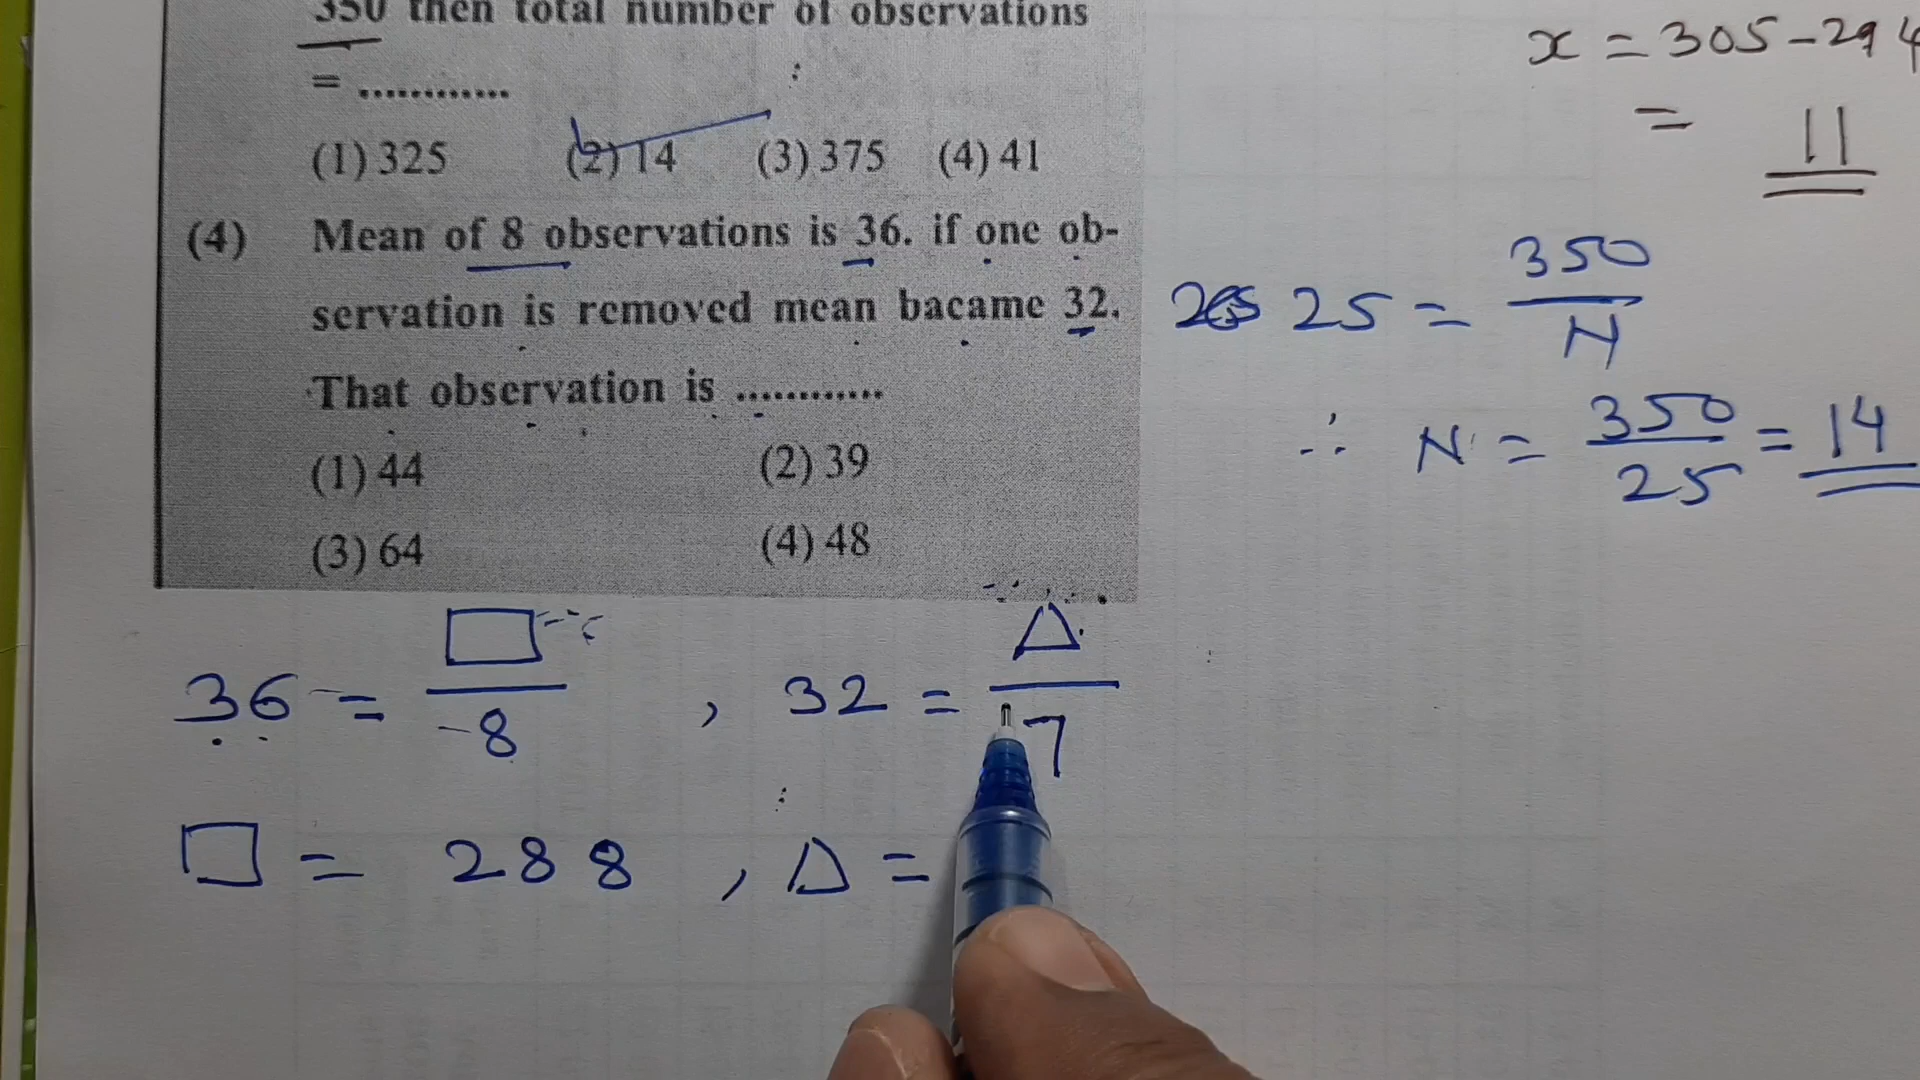 350 then total number of observations
= ............
(1) 325 (2) 14 (3) 375 (4) 41
(4) Mean of 8 observations is 36. if one ob-
servation is removed mean bacame 32.
That observation is ............
(1) 44 (2) 39
(3) 64 (4) 48
x = 305 - 294
= 11
25 = 350/N
∴ N = 350/25 = 14
36 = □/8 , 32 = Δ/7
□ = 288 , Δ =